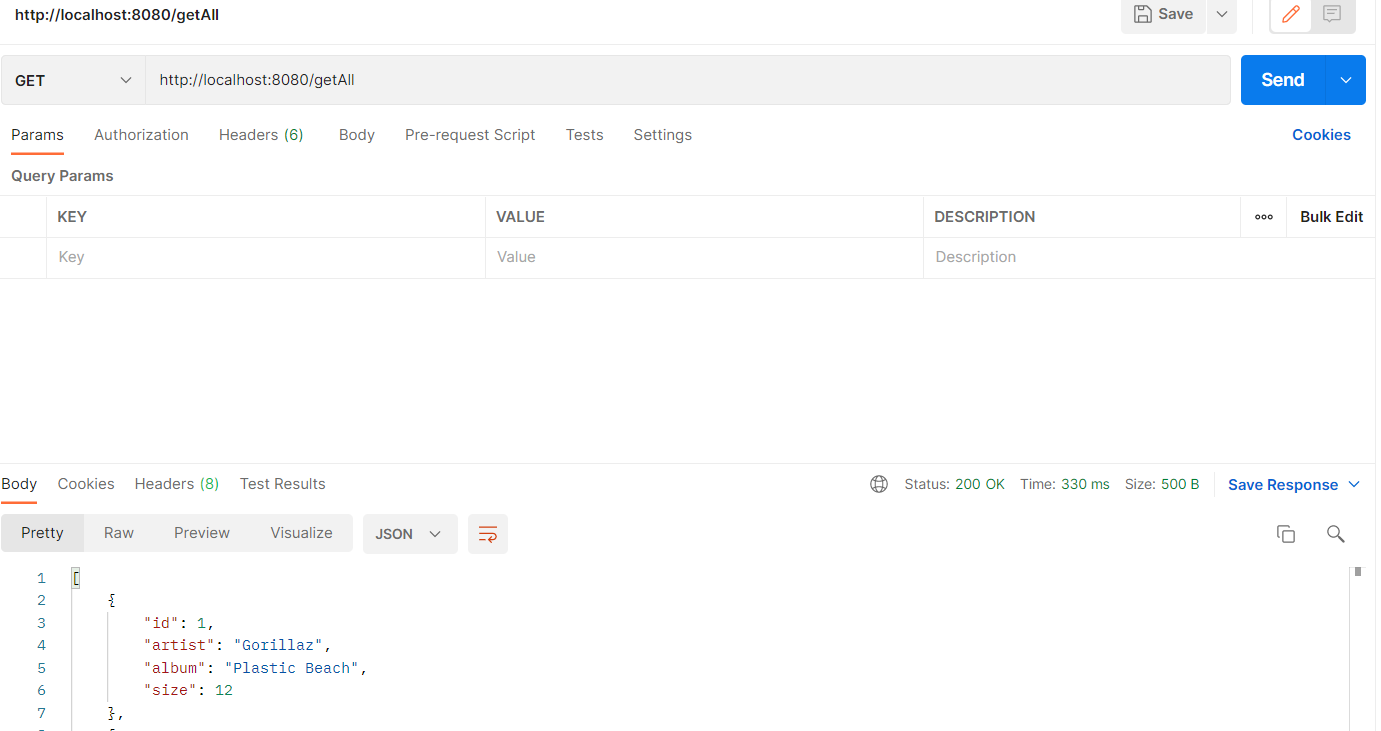 http://localhost:8080/getAll Save
GET http://localhost:8080/getAll Send
Params Authorization Headers (6) Body Pre-request Script Tests Settings Cookies
Query Params
KEY VALUE DESCRIPTION Bulk Edit
Key Value Description
Body Cookies Headers (8) Test Results Status: 200 OK Time: 330 ms Size: 500 B Save Response
Pretty Raw Preview Visualize JSON
1 [
2 {
3 "id": 1,
4 "artist": "Gorillaz",
5 "album": "Plastic Beach",
6 "size": 12
7 },